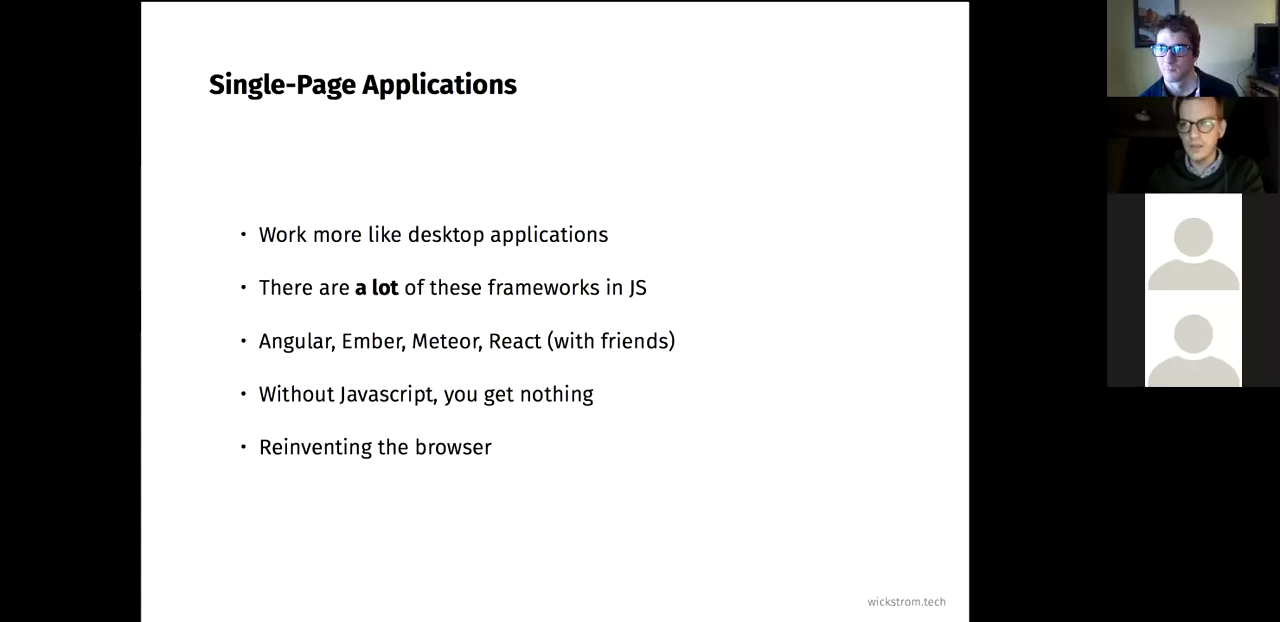 Single-Page Applications
• Work more like desktop applications
• There are a lot of these frameworks in JS
• Angular, Ember, Meteor, React (with friends)
• Without Javascript, you get nothing
• Reinventing the browser
wickstrom.tech